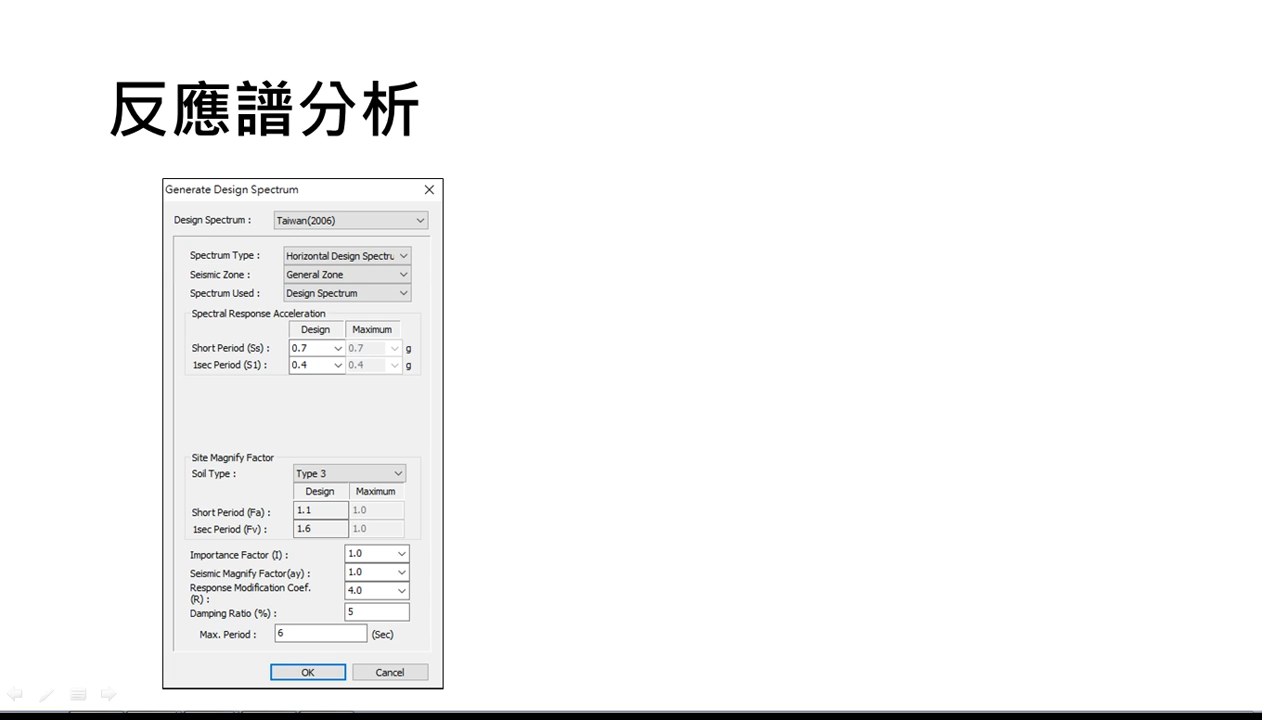 反應譜分析
Generate Design Spectrum
Design Spectrum : Taiwan(2006)
Spectrum Type : Horizontal Design Spectru
Seismic Zone : General Zone
Spectrum Used : Design Spectrum
Spectral Response Acceleration
Design Maximum
Short Period (Ss) : 0.7 0.7 g
1sec Period (S1) : 0.4 0.4 g
Site Magnify Factor
Soil Type : Type 3
Design Maximum
Short Period (Fa) : 1.1 1.0
1sec Period (Fv) : 1.6 1.0
Importance Factor (I) : 1.0
Seismic Magnify Factor(ay) : 1.0
Response Modification Coef. 4.0
(R) :
Damping Ratio (%) : 5
Max. Period : 6 (Sec)
OK Cancel